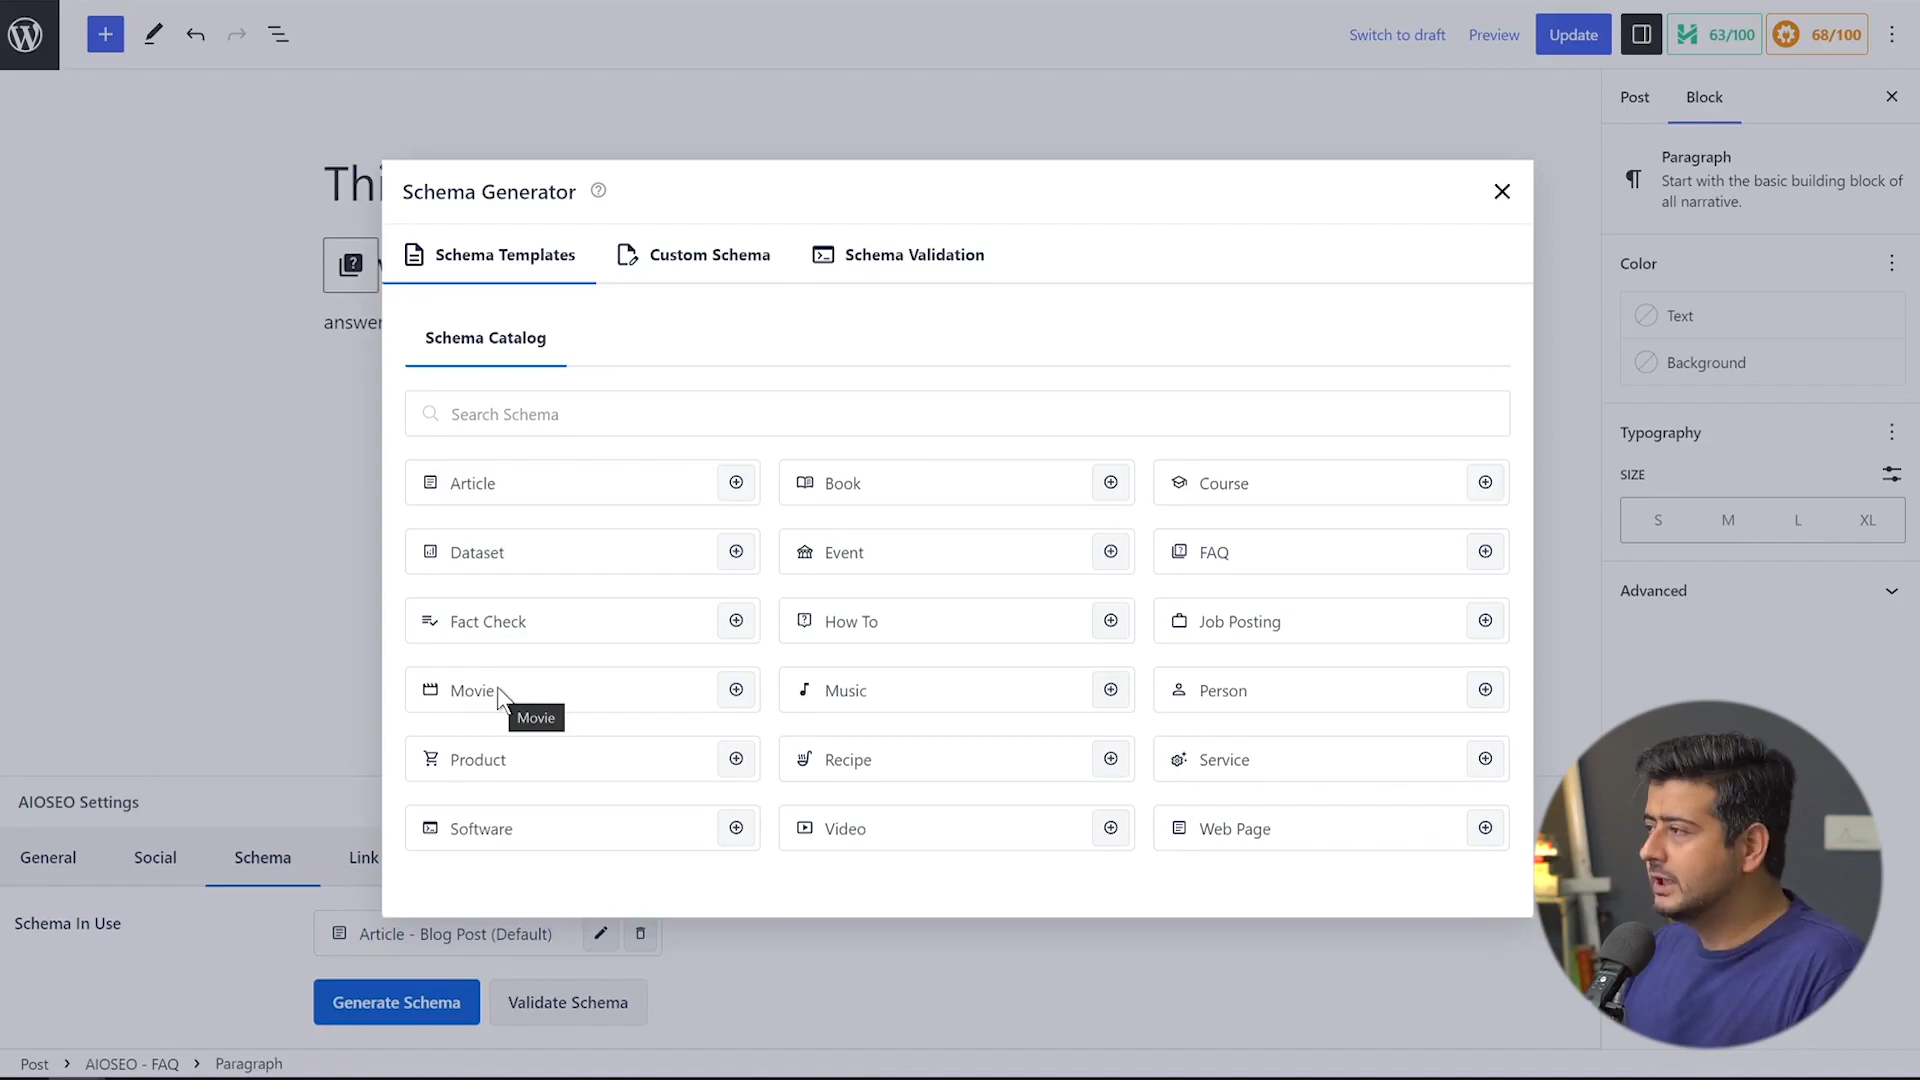 Switch to draft
Preview
Update
63/100
68/100
Post
Block
Paragraph
Start with the basic building block of
all narrative.
Thi
answer
Color
Text
Background
Typography
SIZE
S
M
L
XL
Advanced
Schema Generator
Schema Templates
Custom Schema
Schema Validation
Schema Catalog
Search Schema
Article
Book
Course
Dataset
Event
FAQ
Fact Check
How To
Job Posting
Movie
Music
Person
Movie
Product
Recipe
Service
Software
Video
Web Page
AIOSEO Settings
General
Social
Schema
Link
Schema In Use
Article - Blog Post (Default)
Generate Schema
Validate Schema
Post
AIOSEO - FAQ
Paragraph